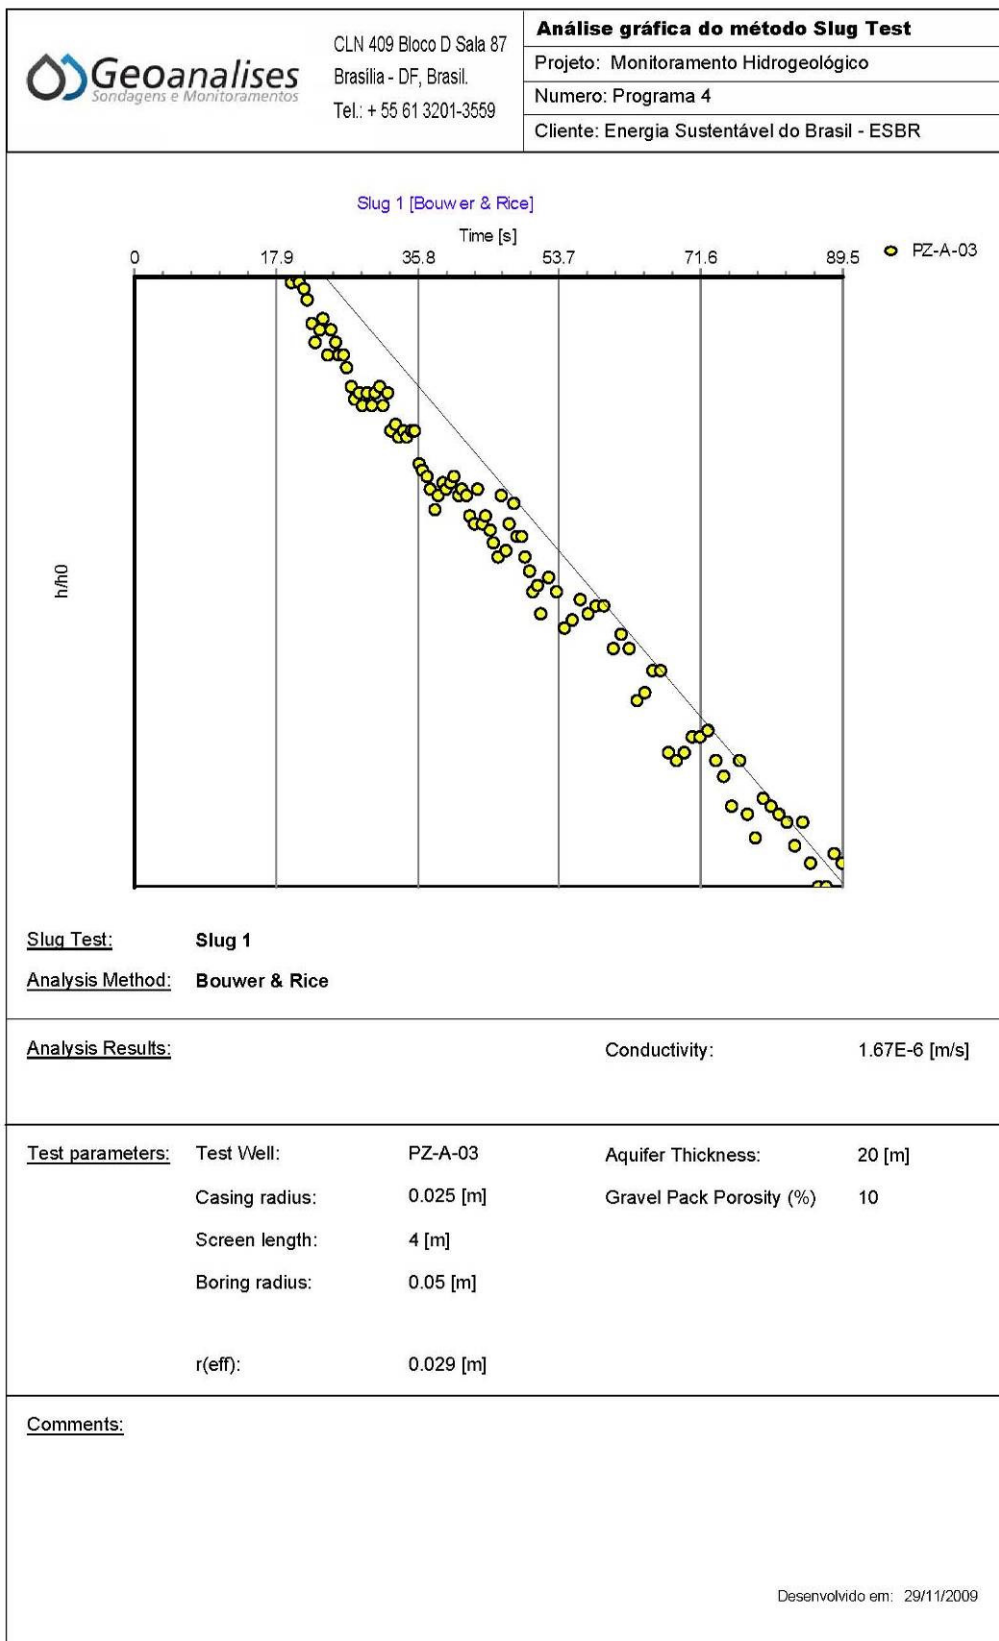 Geoanalises
Sondagens e Monitoramentos
CLN 409 Bloco D Sala 87
Brasília - DF, Brasil.
Tel.: + 55 61 3201-3559
Análise gráfica do método Slug Test
Projeto: Monitoramento Hidrogeológico
Numero: Programa 4
Cliente: Energia Sustentável do Brasil - ESBR
Slug 1 [Bouwer & Rice]
Time [s]
0 17.9 35.8 53.7 71.6 89.5
PZ-A-03
h/h0
Slug Test: Slug 1
Analysis Method: Bouwer & Rice
Analysis Results: Conductivity: 1.67E-6 [m/s]
Test parameters: Test Well: PZ-A-03 Aquifer Thickness: 20 [m]
Casing radius: 0.025 [m] Gravel Pack Porosity (%) 10
Screen length: 4 [m]
Boring radius: 0.05 [m]
r(eff): 0.029 [m]
Comments:
Desenvolvido em: 29/11/2009